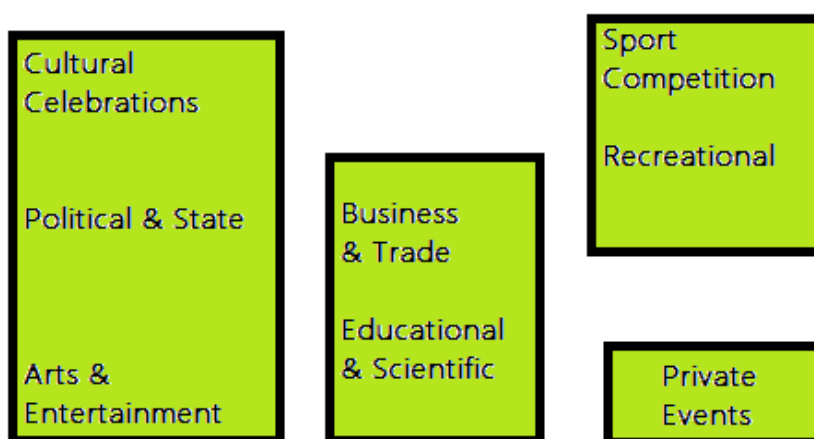 Cultural
Celebrations
Political & State
Arts &
Entertainment
Business
& Trade
Educational
& Scientific
Sport
Competition
Recreational
Private
Events